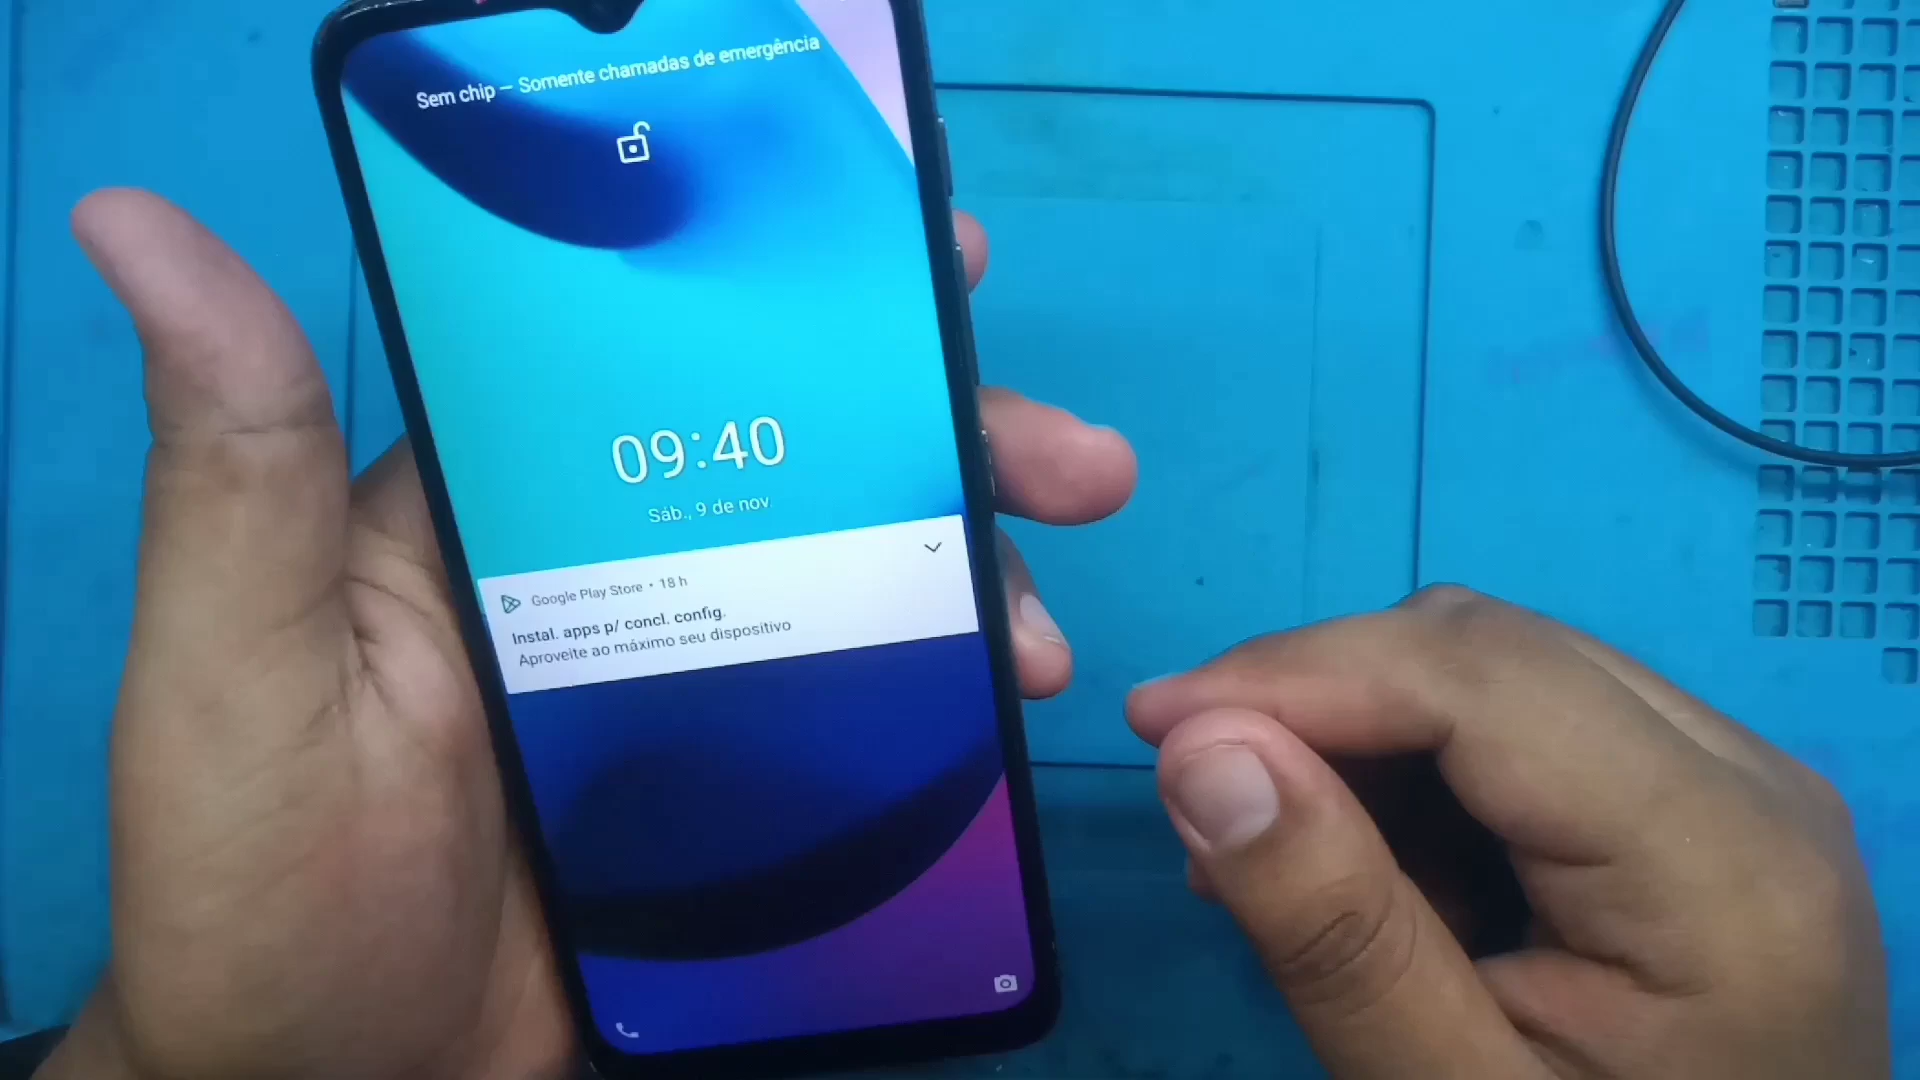 Sem chip – Somente chamadas de emergência
09:40
Sáb., 9 de nov.
Google Play Store • 18 h
Instal. apps p/ concl. config.
Aproveite ao máximo seu dispositivo